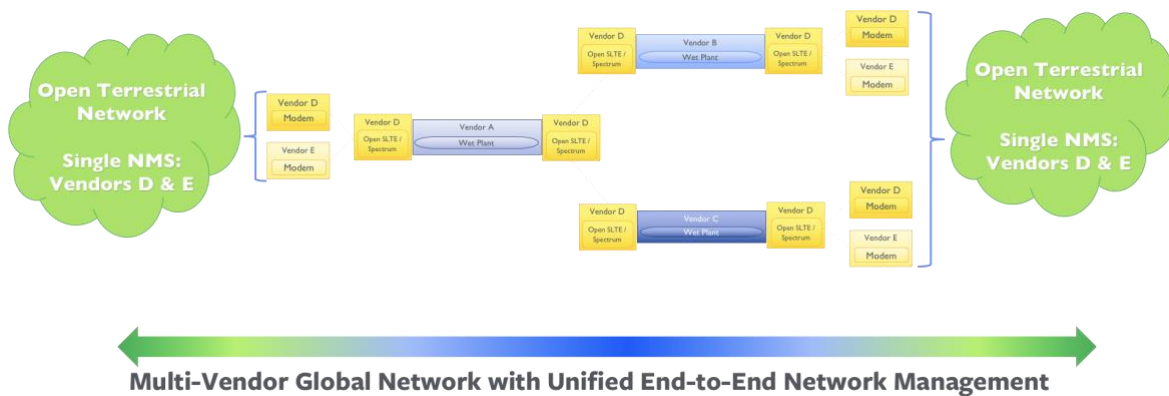 Open Terrestrial
Network
Single NMS:
Vendors D & E
Vendor D
Modem
Vendor E
Modem
Vendor D
Open SLTE /
Spectrum
Vendor A
Wet Plant
Vendor D
Open SLTE /
Spectrum
Vendor D
Open SLTE /
Spectrum
Vendor B
Wet Plant
Vendor D
Open SLTE /
Spectrum
Vendor D
Modem
Vendor E
Modem
Vendor D
Open SLTE /
Spectrum
Vendor C
Wet Plant
Vendor D
Open SLTE /
Spectrum
Vendor D
Modem
Vendor E
Modem
Open Terrestrial
Network
Single NMS:
Vendors D & E
Multi-Vendor Global Network with Unified End-to-End Network Management